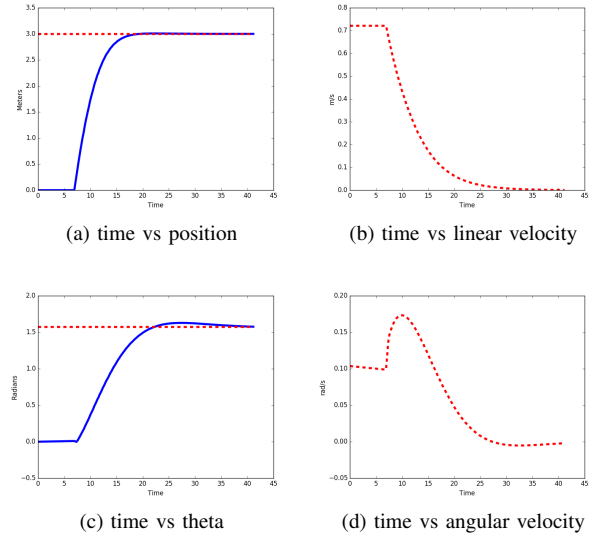 3.5
3.0
2.5
2.0
1.5
1.0
0.5
0.0
Meters
0 5 10 15 20 25 30 35 40 45
Time
(a) time vs position
0.8
0.7
0.6
0.5
0.4
0.3
0.2
0.1
0.0
m/s
0 5 10 15 20 25 30 35 40 45
Time
(b) time vs linear velocity
2.0
1.5
1.0
0.5
0.0
−0.5
Radians
0 5 10 15 20 25 30 35 40 45
Time
(c) time vs theta
0.20
0.15
0.10
0.05
0.00
−0.05
rad/s
0 5 10 15 20 25 30 35 40 45
Time
(d) time vs angular velocity